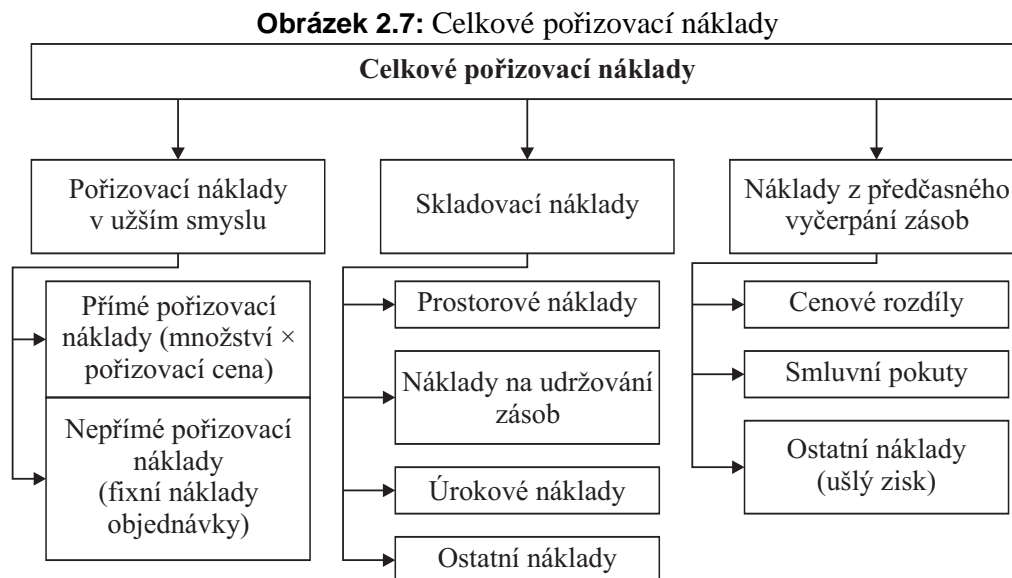 Obrázek 2.7: Celkové pořizovací náklady
Celkové pořizovací náklady
Pořizovací náklady
v užším smyslu
Přímé pořizovací
náklady (množství ×
pořizovací cena)
Nepřímé pořizovací
náklady
(fixní náklady
objednávky)
Skladovací náklady
Prostorové náklady
Náklady na udržování
zásob
Úrokové náklady
Ostatní náklady
Náklady z předčasného
vyčerpání zásob
Cenové rozdíly
Smluvní pokuty
Ostatní náklady
(ušlý zisk)